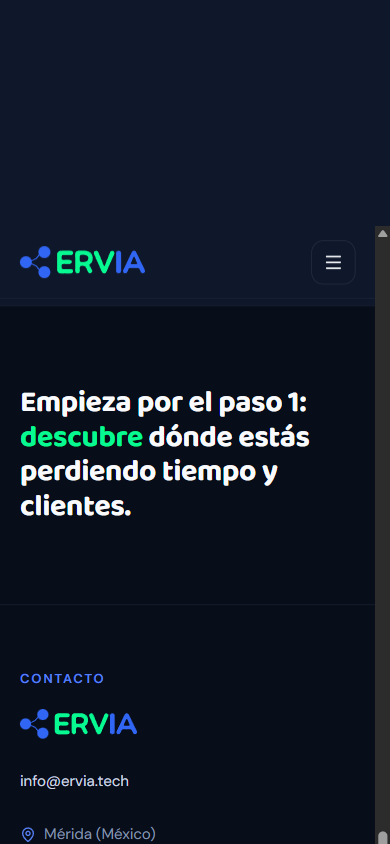 ERVIA
Empieza por el paso 1:
descubre dónde estás
perdiendo tiempo y
clientes.
CONTACTO
ERVIA
info@ervia.tech
Mérida (México)